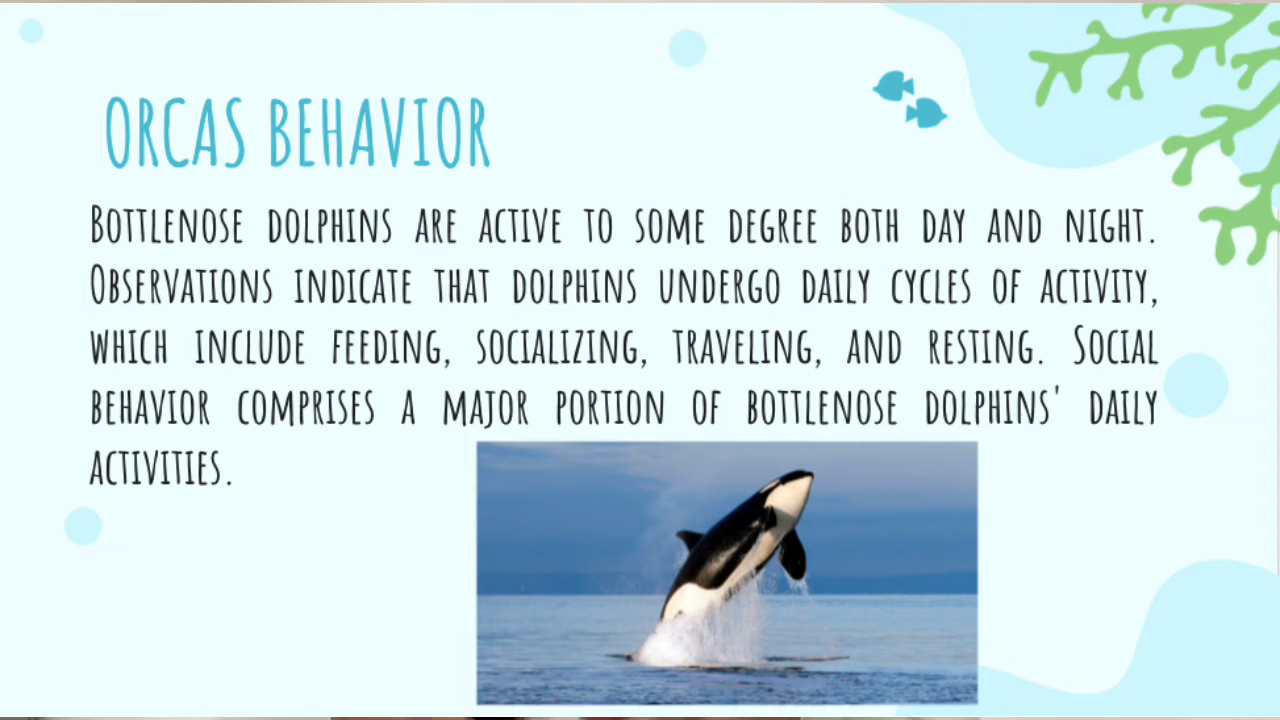 ORCAS BEHAVIOR
Bottlenose dolphins are active to some degree both day and night.
Observations indicate that dolphins undergo daily cycles of activity,
which include feeding, socializing, traveling, and resting. Social
behavior comprises a major portion of bottlenose dolphins' daily
activities.